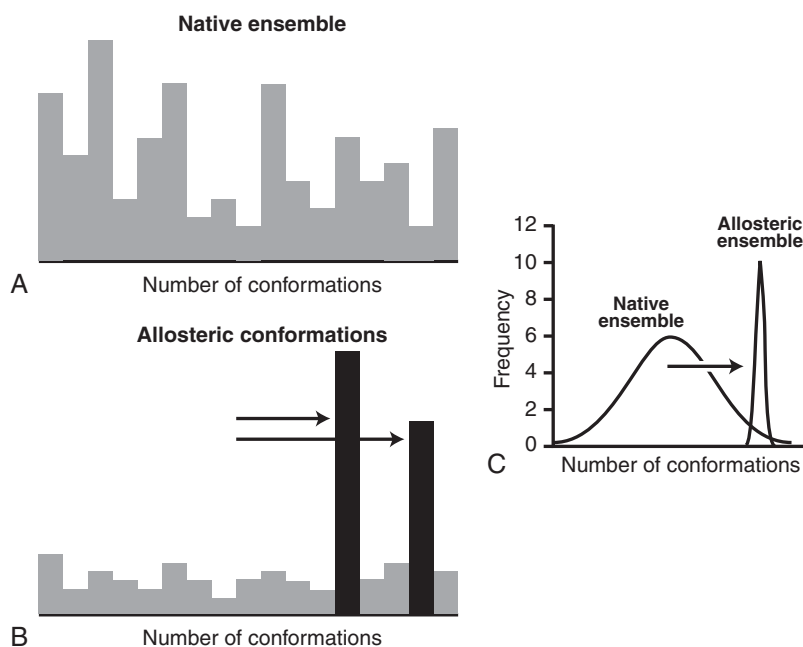 Native ensemble
A
Number of conformations
Allosteric conformations
B
Number of conformations
Allosteric
ensemble
Native
ensemble
Frequency
12
10
8
6
4
2
0
C
Number of conformations